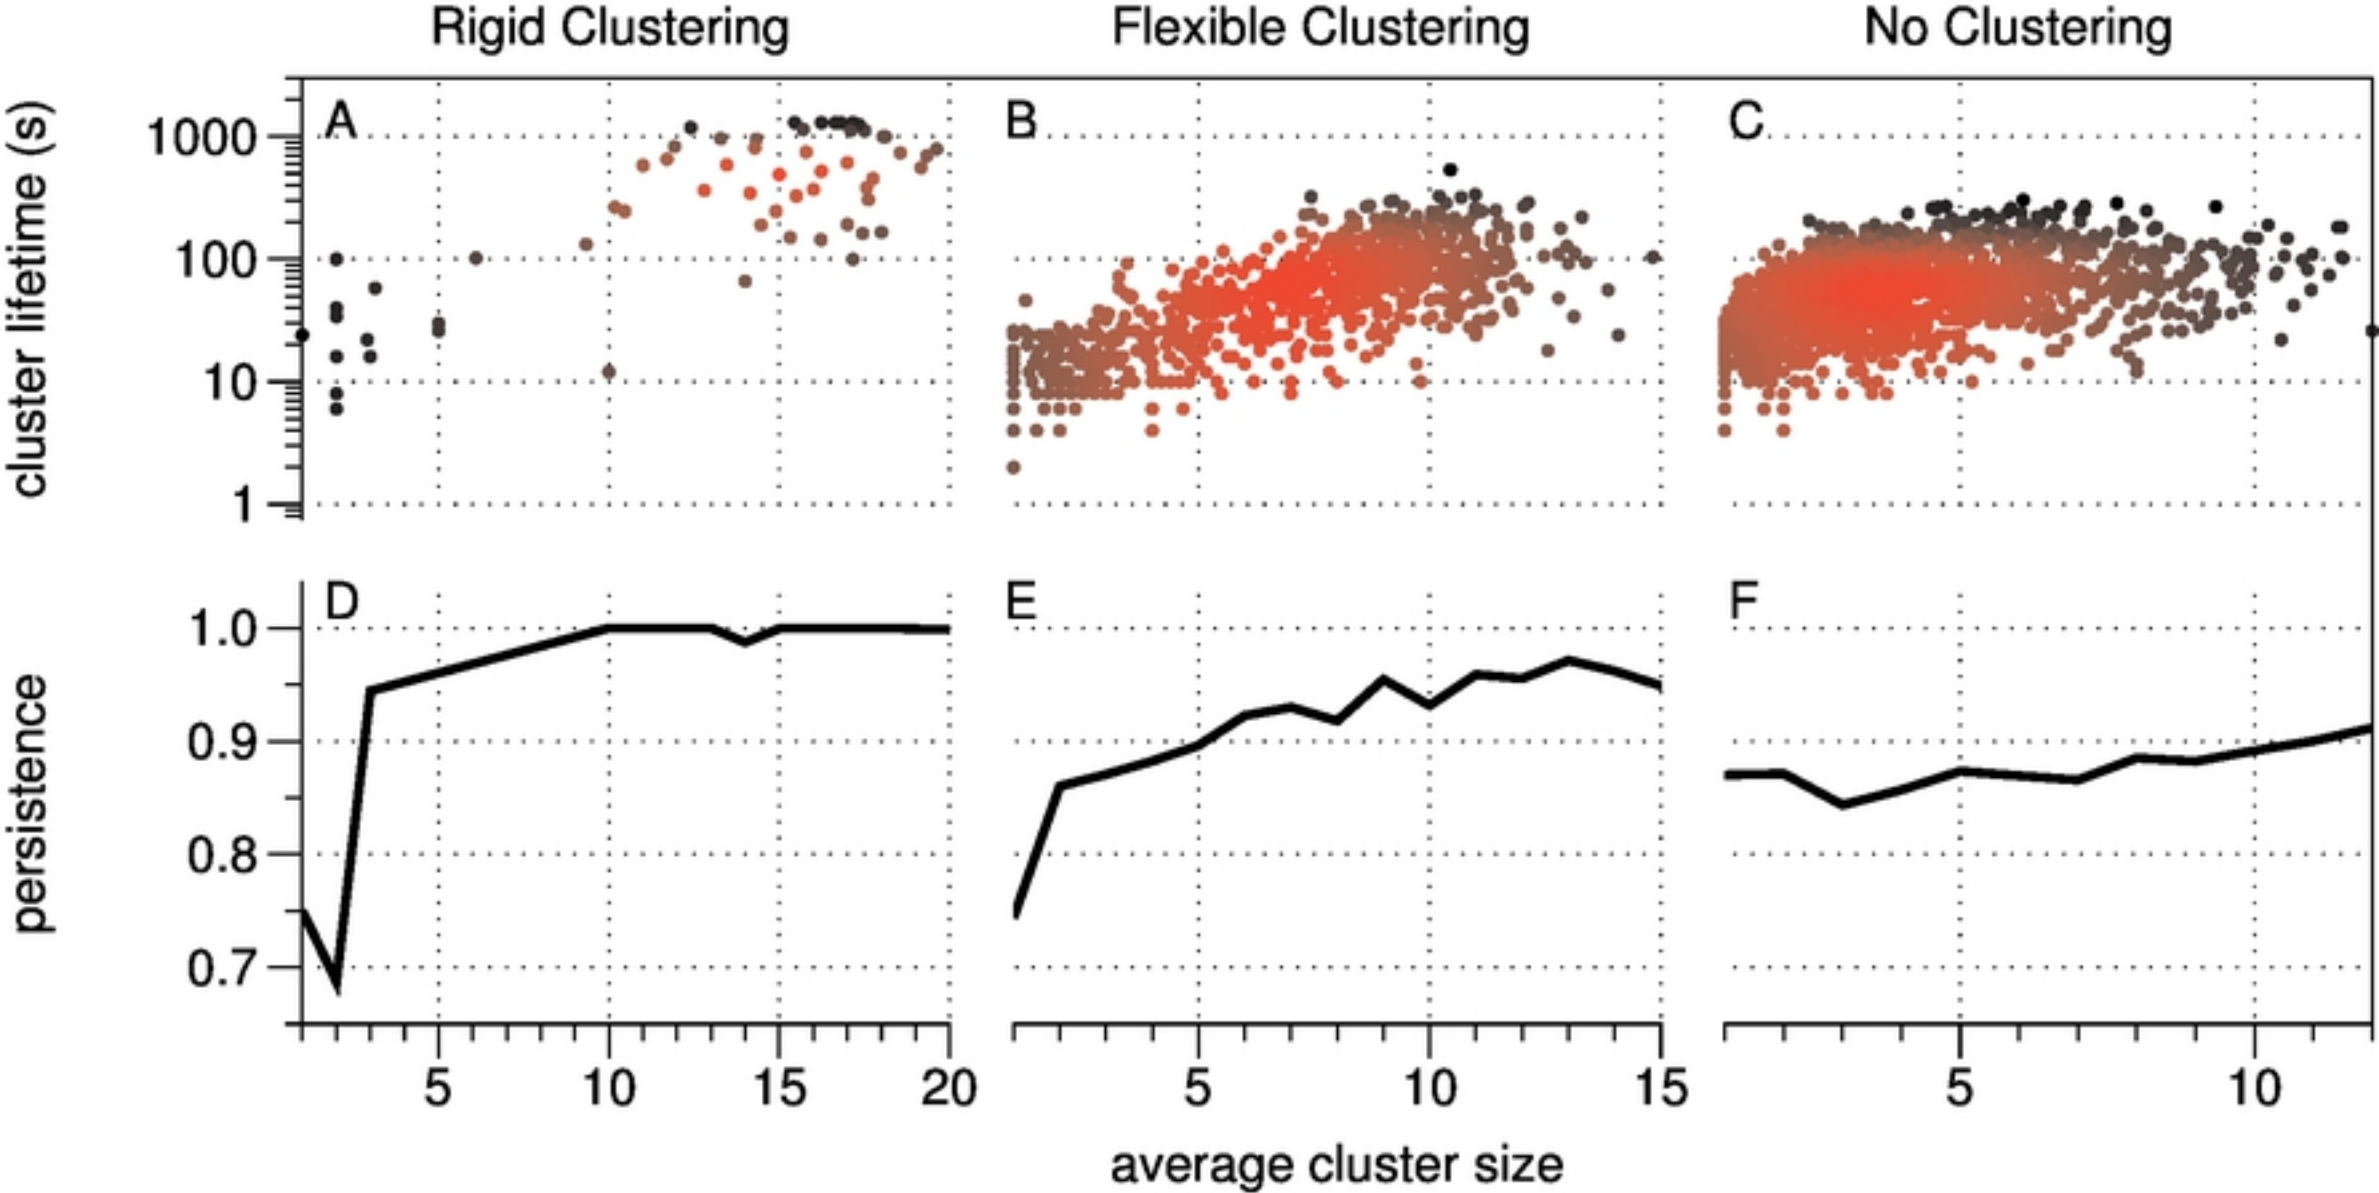 Rigid Clustering Flexible Clustering No Clustering
cluster lifetime (s)
A B C
1000
100
10
1
persistence
D E F
1.0
0.9
0.8
0.7
5 10 15 20 5 10 15 5 10
average cluster size